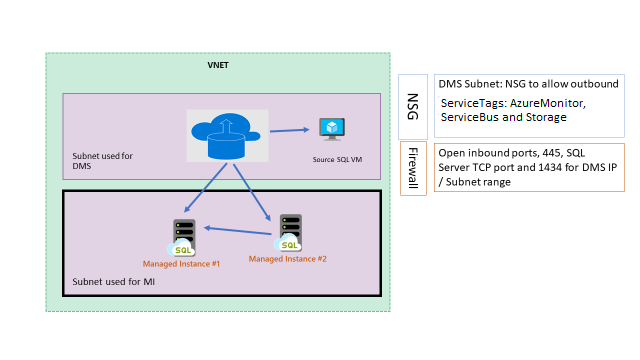 VNET
Subnet used for
DMS
Source SQL VM
SQL
Managed Instance #1
SQL
Managed Instance #2
Subnet used for MI
NSG
DMS Subnet: NSG to allow outbound
ServiceTags: AzureMonitor,
ServiceBus and Storage
Firewall
Open inbound ports, 445, SQL
Server TCP port and 1434 for DMS IP
/ Subnet range